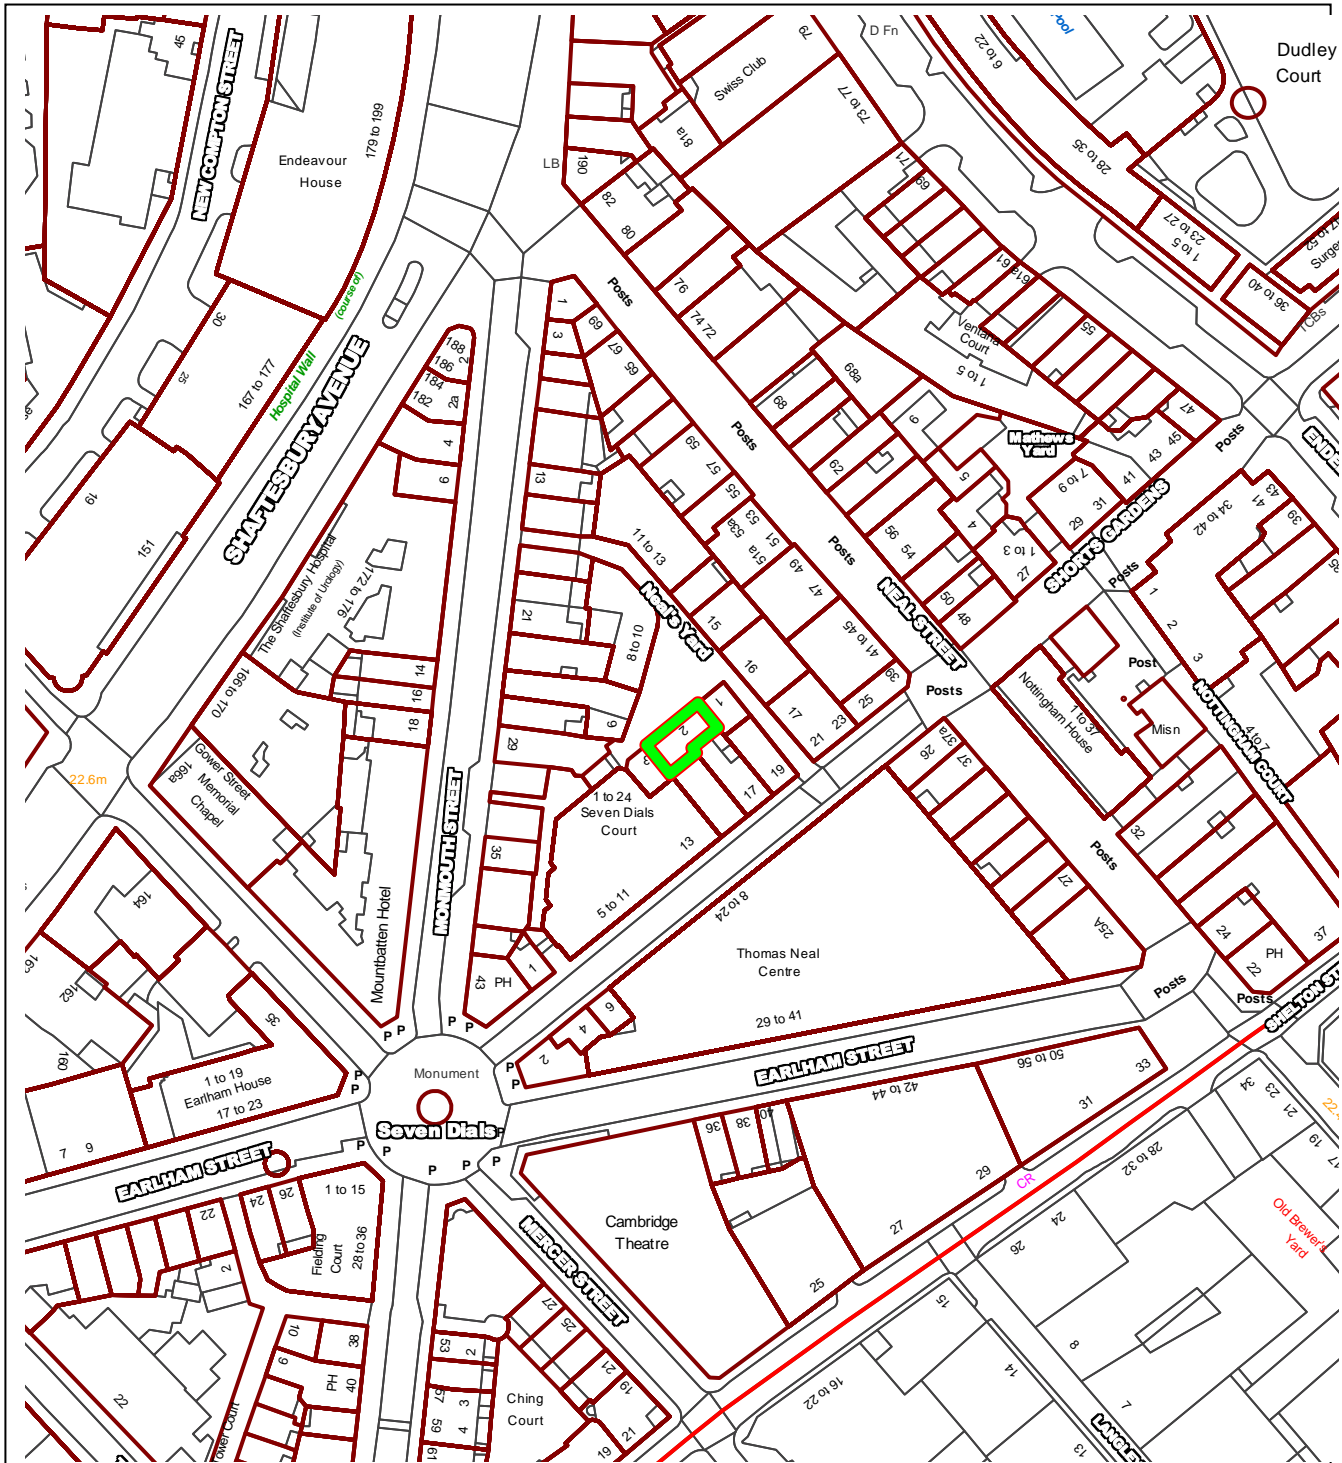 45
NEW COMPTON STREET
Endeavour
House
179 to 199
LB
190
81a
Swiss Club
79
73 to 77
D Fn
6 to 22
Pool
Dudley
Court
28 to 35
23 to 27
1 to 5
36 to 40
TCBs
71
69
82
80
76
74 72
61
61a
55
Ventana
Court
1 to 5
47
45
43
41
Posts
30
25
167 to 177
Hospital Wall
(course of)
SHAFTESBURY AVENUE
19
151
188
186
2
184
182
2a
4
6
1
3
69
67
65
Posts
13
59
57
55
53
53a
51
51a
49
47
41 to 45
39
Posts
68a
68
62
56
54
50
48
9
5
4
Mathews
Yard
7 to 9
31
29
1 to 3
27
SHORTS GARDENS
Posts
34 to 42
41
43
39
Posts
NEAL STREET
11 to 13
Neal's Yard
15
16
17
21
23
25
Posts
The Shaftesbury Hospital
(Institute of Urology)
172 to 176
166 to 170
14
16
18
21
8 to 10
29
9
1
2
3
19
17
13
1 to 24
Seven Dials
Court
5 to 11
22.6m
166a
Gower Street
Memorial
Chapel
Mountbatten Hotel
MONMOUTH STREET
35
43
PH
1
Nottingham House
1 to 37
Post
Misn
1
2
3
4 to 7
NOTTINGHAM COURT
37a
37
26
27
25A
Posts
32
24
22
PH
37
Posts
Posts
8 to 24
Thomas Neal
Centre
29 to 41
2
4
6
164
163
162
160
35
1 to 19
Earlham House
17 to 23
7
9
P
P
P
P
P
P
P
P
Monument
Seven Dials
P
P
P
P
P
P
EARLHAM STREET
EARLHAM STREET
50 to 56
42 to 44
40
38
36
33
31
29
27
25
SHELTON ST
CR
34
23
21
19
17
28 to 32
24
26
Old Brewer's
Yard
Cambridge
Theatre
MERCER STREET
27
25
21
19
21
19
22
24
26
2
1 to 15
Fielding
Court
28 to 36
10
9
38
PH
40
22
Tower Court
53
57
59
61
2
3
4
Ching
Court
15
14
16 to 22
13
8
7
LANGLEY